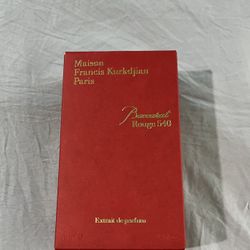 Maison
Francis Kurkdjian
Paris
Baccarat
Rouge 540
Extrait de parfum